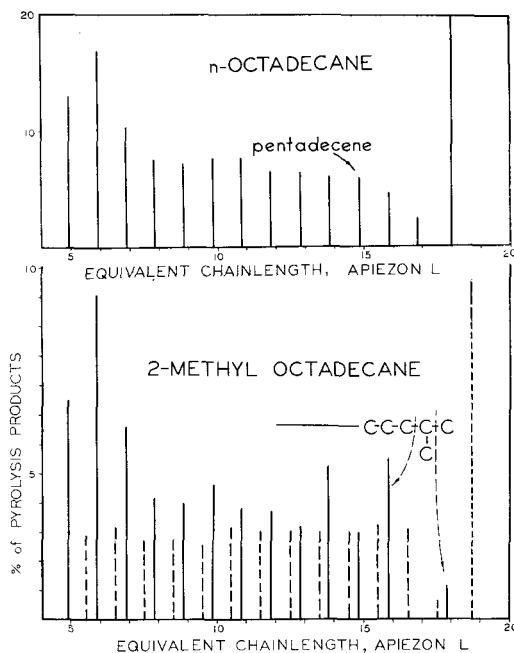 20
n-OCTADECANE
10
pentadecene
5 10 15 20
EQUIVALENT CHAINLENGTH, APIEZON L
10
2-METHYL OCTADECANE
C-C-C-C-C
C
5
% of PYROLYSIS PRODUCTS
5 10 15 20
EQUIVALENT CHAINLENGTH, APIEZON L